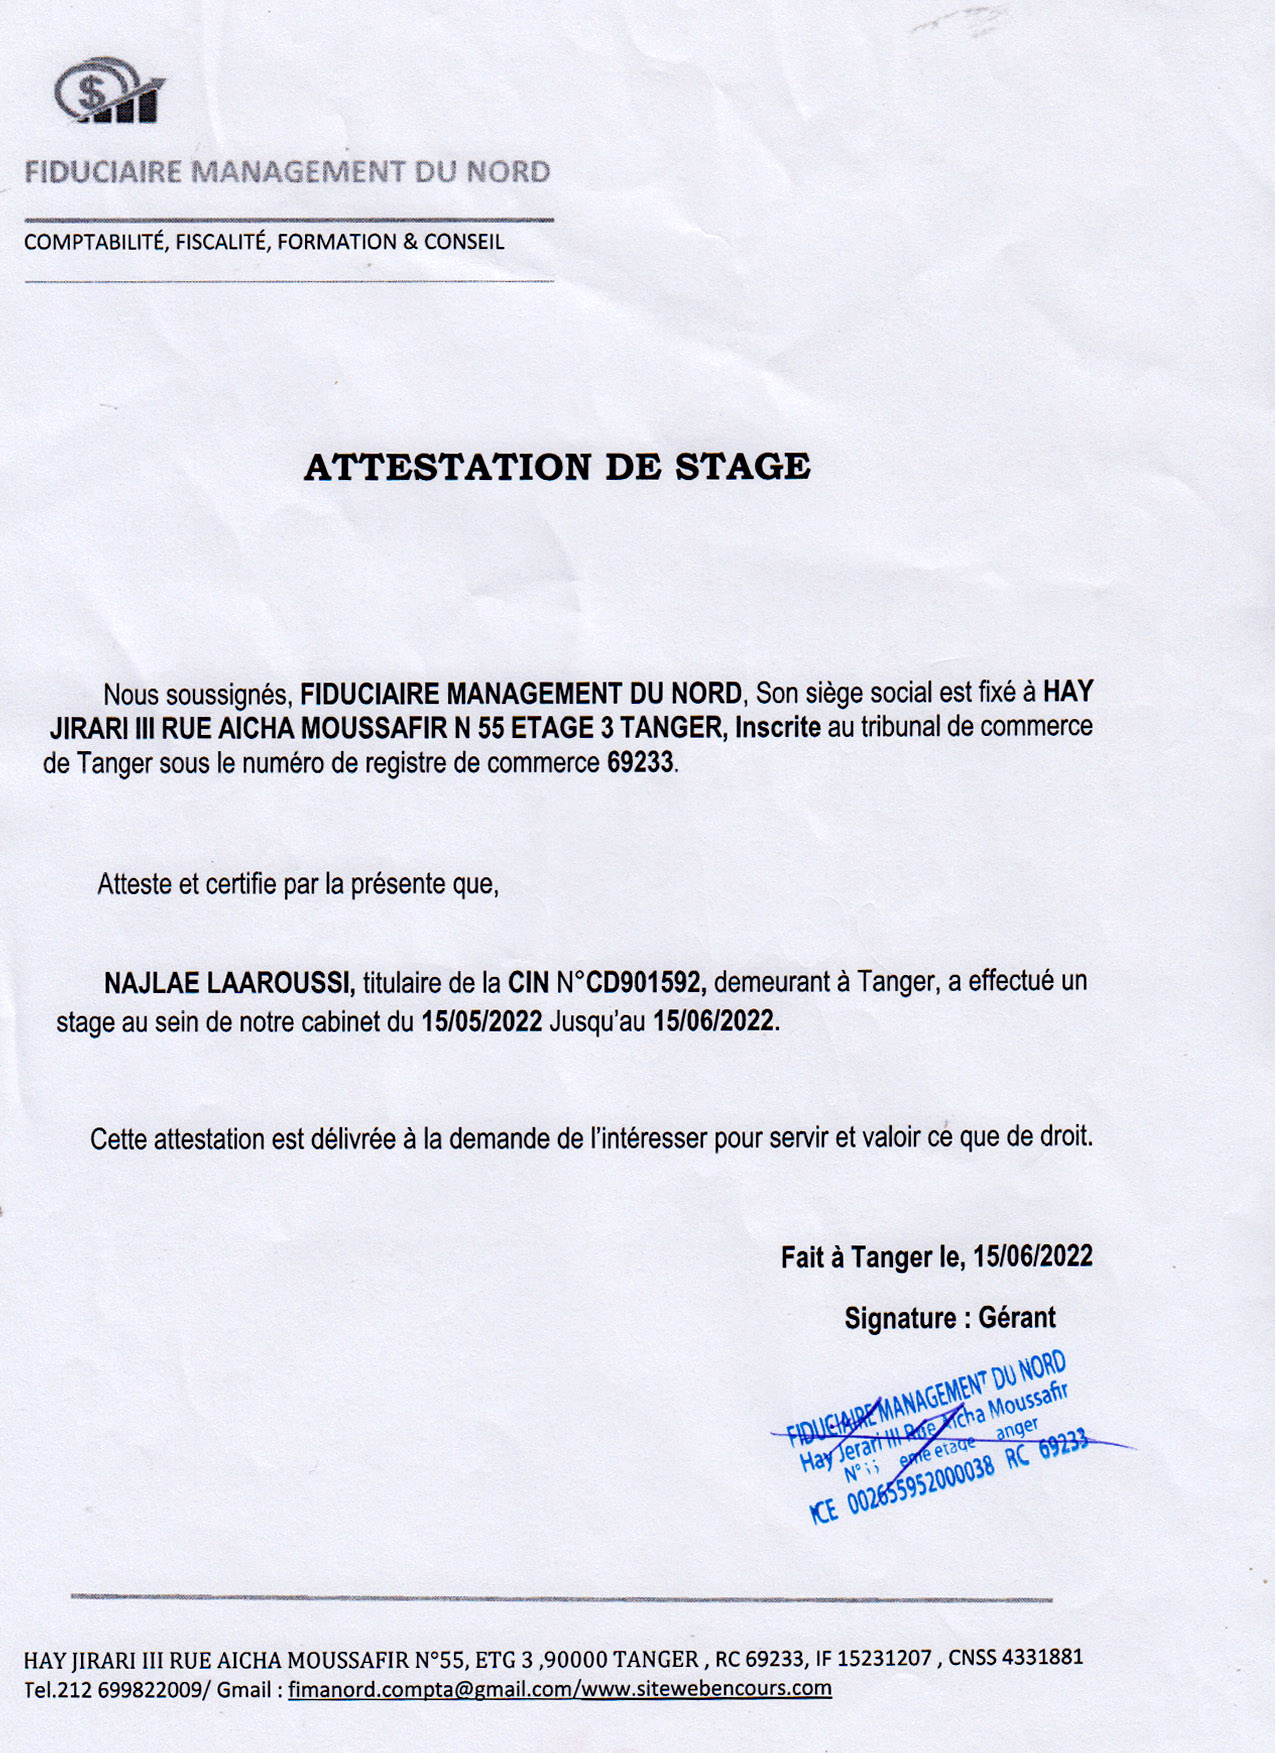 $
FIDUCIAIRE MANAGEMENT DU NORD
COMPTABILITÉ, FISCALITÉ, FORMATION & CONSEIL
ATTESTATION DE STAGE
Nous soussignés, FIDUCIAIRE MANAGEMENT DU NORD, Son siège social est fixé à HAY
JIRARI III RUE AICHA MOUSSAFIR N 55 ETAGE 3 TANGER, Inscrite au tribunal de commerce
de Tanger sous le numéro de registre de commerce 69233.
Atteste et certifie par la présente que,
NAJLAE LAAROUSSI, titulaire de la CIN N°CD901592, demeurant à Tanger, a effectué un
stage au sein de notre cabinet du 15/05/2022 Jusqu'au 15/06/2022.
Cette attestation est délivrée à la demande de l'intéresser pour servir et valoir ce que de droit.
Fait à Tanger le, 15/06/2022
Signature : Gérant
FIDUCIAIRE MANAGEMENT DU NORD
Hay Jerari III Rue Aicha Moussafir
N° eme etage anger
ICE 002655952000038 RC 69233
HAY JIRARI III RUE AICHA MOUSSAFIR N°55, ETG 3 ,90000 TANGER , RC 69233, IF 15231207 , CNSS 4331881
Tel.212 699822009/ Gmail : fimanord.compta@gmail.com/www.sitewebencours.com